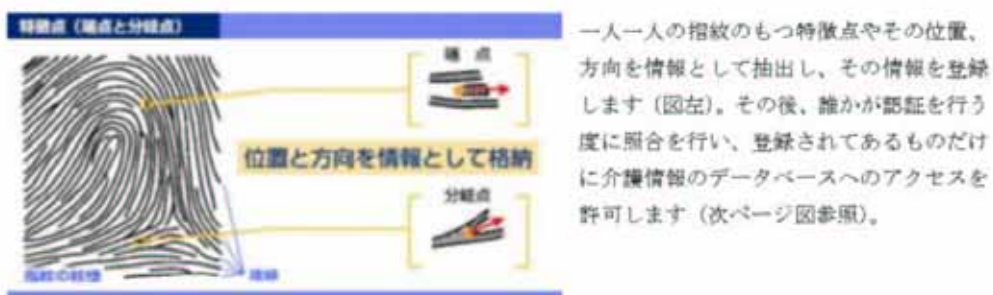 特徴点（端点と分岐点）
端 点
位置と方向を情報として格納
分岐点
指紋の紋様
隆線
一人一人の指紋のもつ特徴点やその位置、
方向を情報として抽出し、その情報を登録
します（図左）。その後、誰かが認証を行う
度に照合を行い、登録されてあるものだけ
に介護情報のデータベースへのアクセスを
許可します（次ページ図参照）。